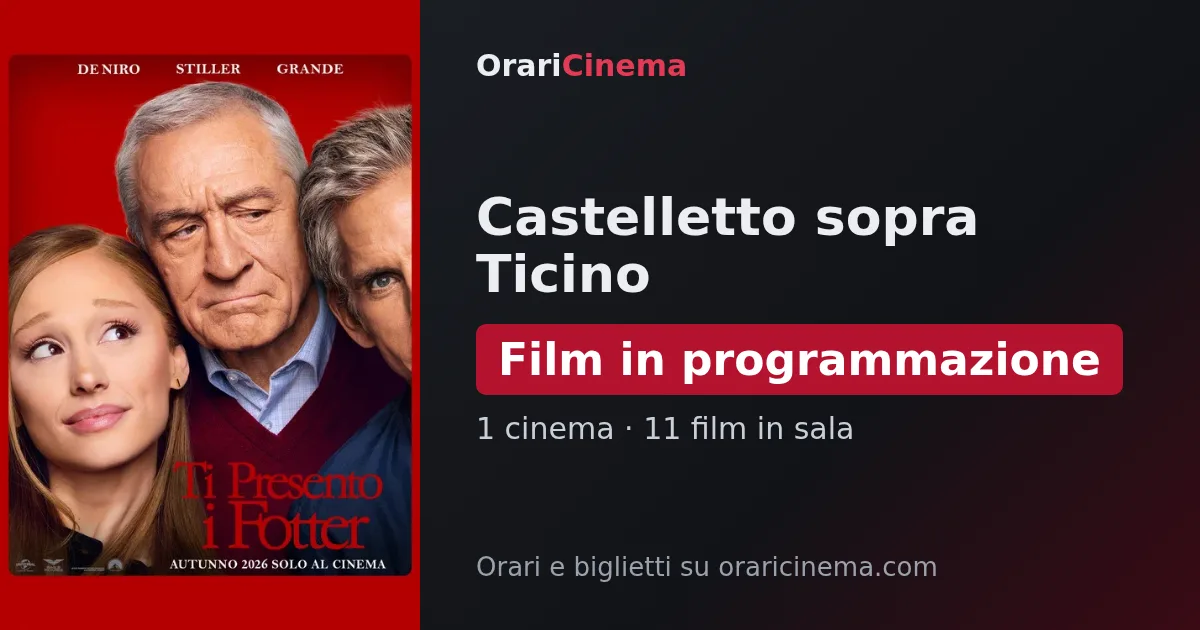 DE NIRO STILLER GRANDE
Ti Presento
i Fotter
AUTUNNO 2026 SOLO AL CINEMA
OrariCinema
Castelletto sopra
Ticino
Film in programmazione
1 cinema · 11 film in sala
Orari e biglietti su oraricinema.com